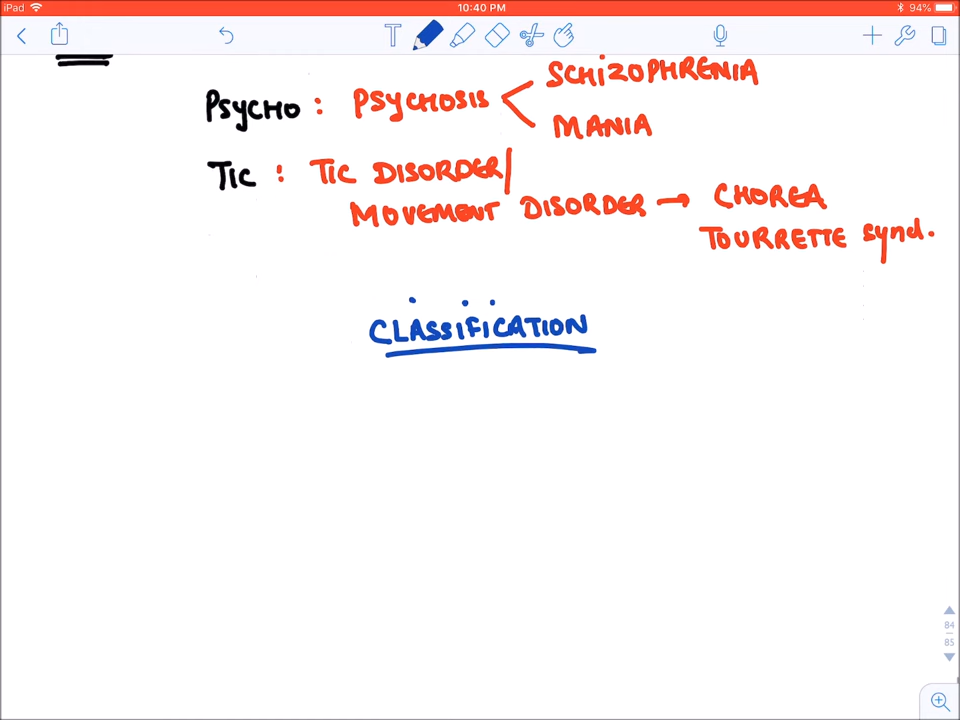 iPad 10:40 PM 94%
T
SCHiZOPHRENIA
PSyCHO : PSYCHOSIS
MANIA
TIC : TIC DISORDER/
MOVEMENT DISORDER → CHOREA
TOURRETTE synd.
CLASSIFICATION
84
85